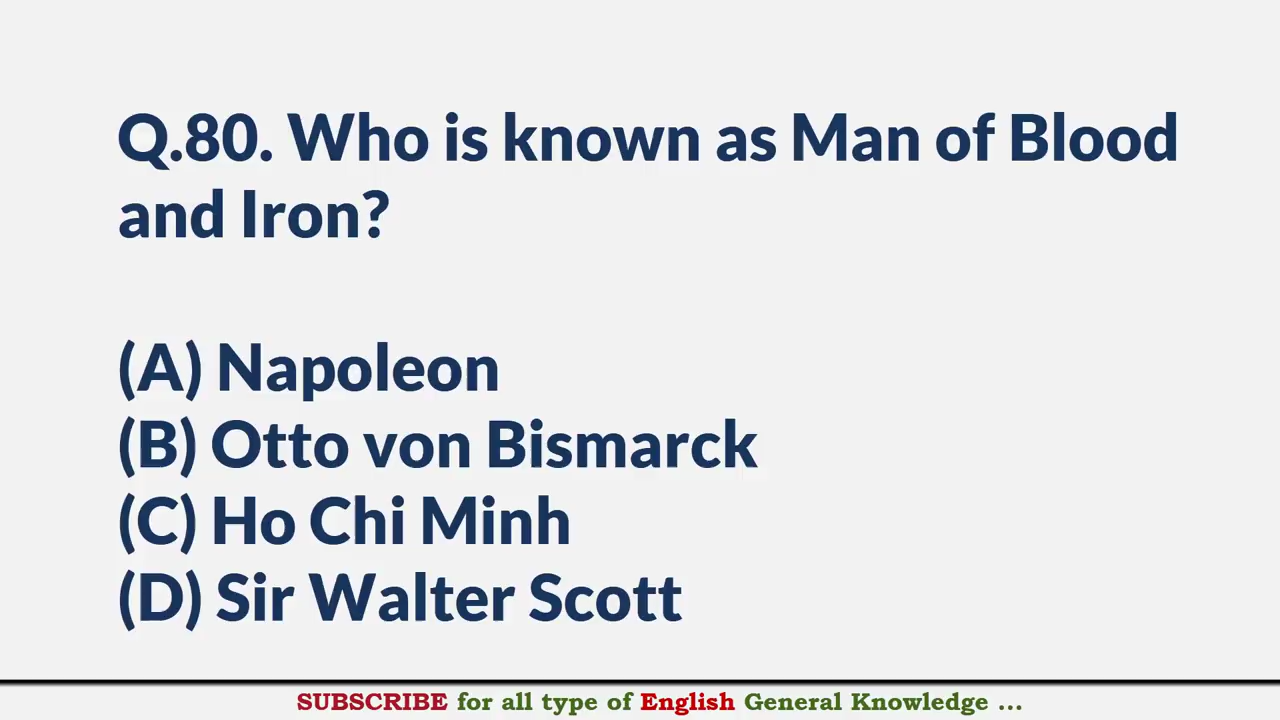 Q.80. Who is known as Man of Blood
and Iron?
(A) Napoleon
(B) Otto von Bismarck
(C) Ho Chi Minh
(D) Sir Walter Scott
SUBSCRIBE for all type of English General Knowledge ...